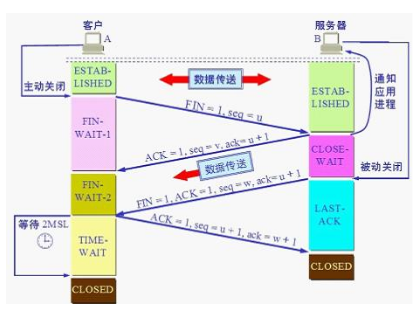 客户
服务器
A
B
数据传送
主动关闭
ESTAB-
LISHED
通知
应用
进程
FIN = 1, seq = u
ESTAB-
LISHED
FIN-
WAIT-1
ACK = 1, seq = v, ack= u + 1
CLOSE-
WAIT
数据传送
被动关闭
FIN-
WAIT-2
FIN = 1, ACK = 1, seq = w, ack= u + 1
LAST-
ACK
等待 2MSL
ACK = 1, seq = u + 1, ack = w + 1
TIME-
WAIT
CLOSED
CLOSED